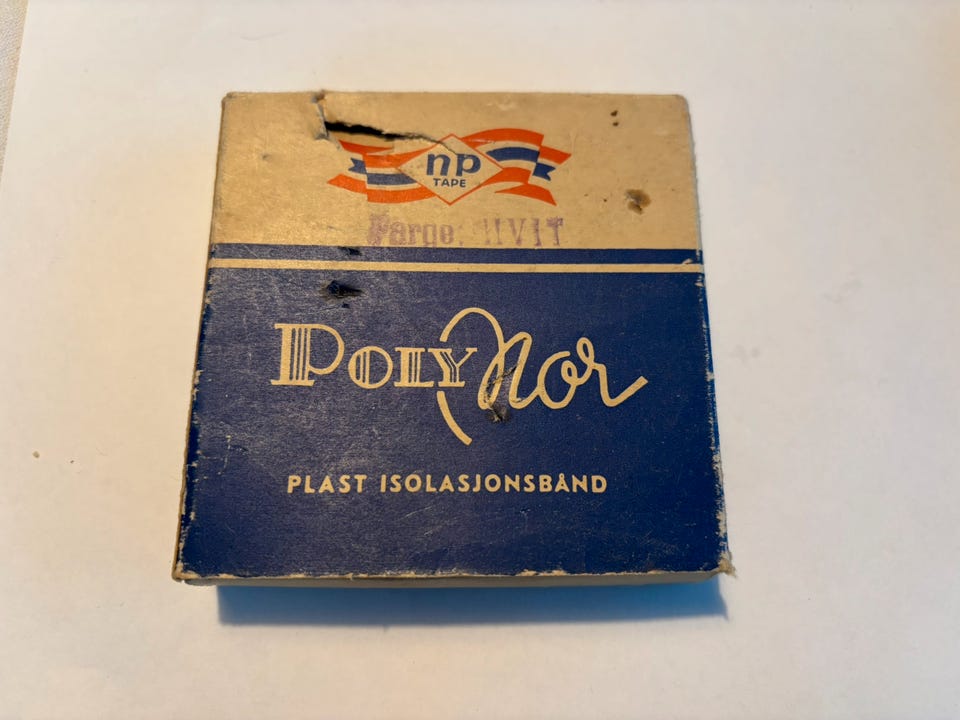 np
TAPE
Farge: HVIT
PolyNor
PLAST ISOLASJONSBÅND